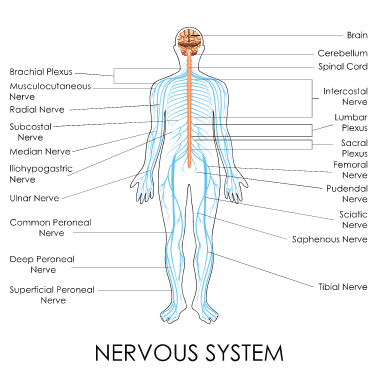 Brain
Cerebellum
Spinal Cord
Brachial Plexus
Musculocutaneous
Nerve
Intercostal
Nerve
Radial Nerve
Lumbar
Plexus
Subcostal
Nerve
Sacral
Plexus
Median Nerve
Femoral
Nerve
Iliohypogastric
Nerve
Pudendal
Nerve
Ulnar Nerve
Sciatic
Nerve
Common Peroneal
Nerve
Saphenous Nerve
Deep Peroneal
Nerve
Superficial Peroneal
Nerve
Tibial Nerve
NERVOUS SYSTEM